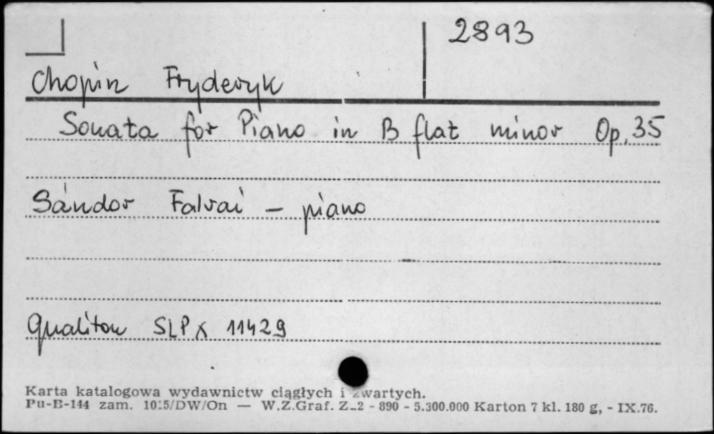 2893
Chopin Fryderyk
Sonata for Piano in B flat minor Op. 35
Sándor Falvai – piano
Qualiton SLPX 11429
Karta katalogowa wydawnictw ciągłych i zwartych.
Pu-B-144 zam. 1015/DW/On — W.Z.Graf. Z-2 - 890 - 5.300.000 Karton 7 kl. 180 g, - IX.76.